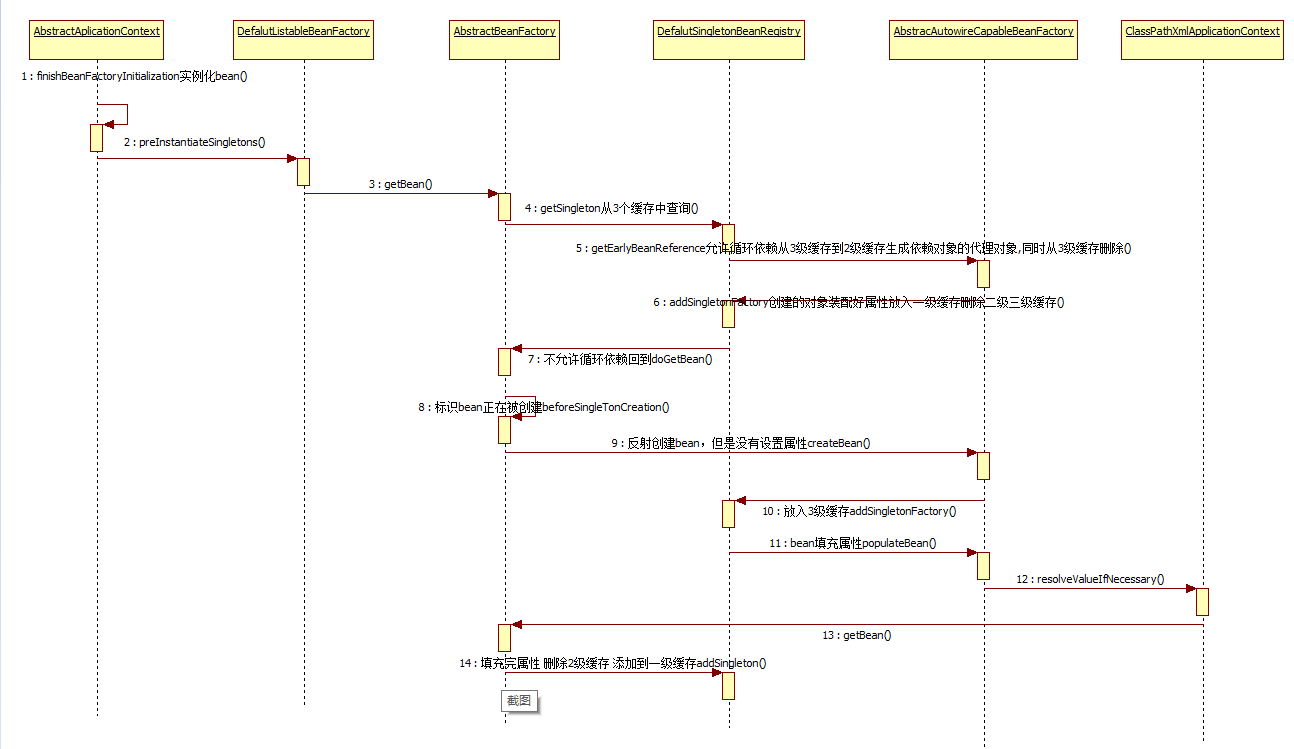 AbstractAplicationContext
DefalutListableBeanFactory
AbstractBeanFactory
DefalutSingletonBeanRegistry
AbstracAutowireCapableBeanFactory
ClassPathXmlApplicationContext
1 : finishBeanFactoryInitialization实例化bean()
2 : preInstantiateSingletons()
3 : getBean()
4 : getSingleton从3个缓存中查询()
5 : getEarlyBeanReference允许循环依赖从3级缓存到2级缓存生成依赖对象的代理对象,同时从3级缓存删除()
6 : addSingletonFactory创建的对象装配好属性放入一级缓存删除二级三级缓存()
7 : 不允许循环依赖回到doGetBean()
8 : 标识bean正在被创建beforeSingleTonCreation()
9 : 反射创建bean，但是没有设置属性createBean()
10 : 放入3级缓存addSingletonFactory()
11 : bean填充属性populateBean()
12 : resolveValueIfNecessary()
13 : getBean()
14 : 填充完属性 删除2级缓存 添加到一级缓存addSingleton()
截图